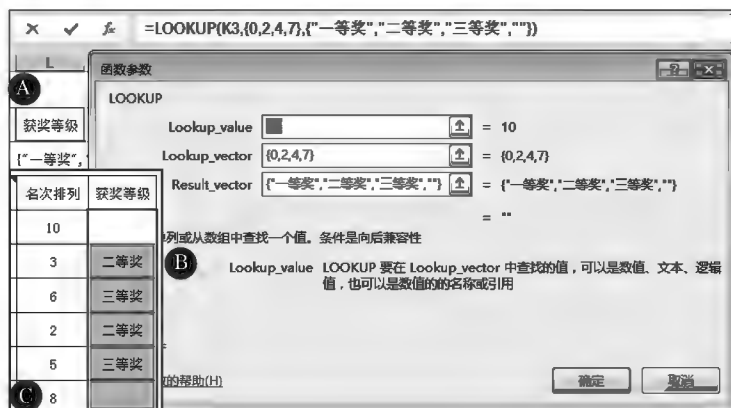 =LOOKUP(K3,{0,2,4,7},{"一等奖","二等奖","三等奖",""})
L
函数参数
A
LOOKUP
获奖等级
Lookup_value = 10
{"一等奖",
Lookup_vector {0,2,4,7} = {0,2,4,7}
Result_vector {"一等奖","二等奖","三等奖",""} = {"一等奖","二等奖","三等奖",""}
= ""
名次排列 获奖等级
10
列或从数组中查找一个值。条件是向后兼容性
3 二等奖
B
Lookup_value LOOKUP 要在 Lookup_vector 中查找的值，可以是数值、文本、逻辑
值，也可以是数值的的名称或引用
6 三等奖
2 二等奖
5 三等奖
的帮助(H)
确定 取消
C 8